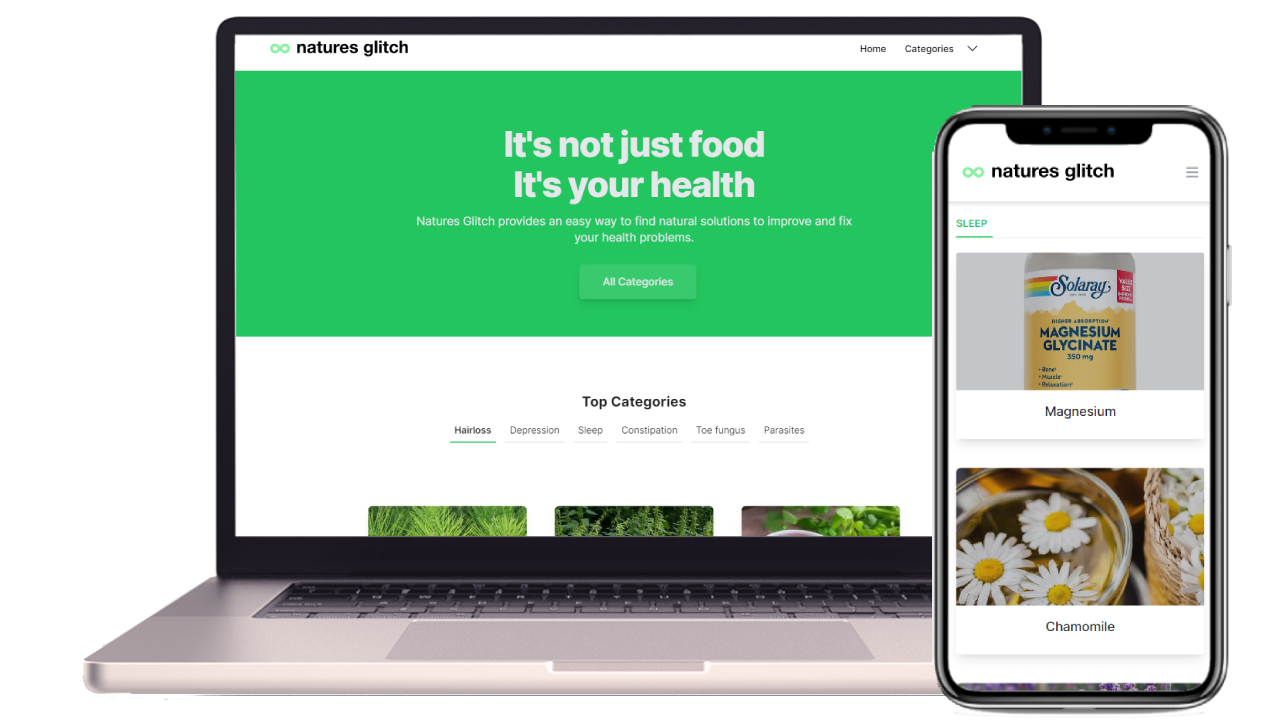 natures glitch
Home Categories
It's not just food
It's your health
Natures Glitch provides an easy way to find natural solutions to improve and fix
your health problems.
All Categories
Top Categories
Hairloss Depression Sleep Constipation Toe fungus Parasites
natures glitch
SLEEP
Solaray
VALUE
SIZE
HIGHER ABSORPTION
MAGNESIUM
GLYCINATE
350 mg
• Bone
• Muscle
• Relaxation
Magnesium
Chamomile